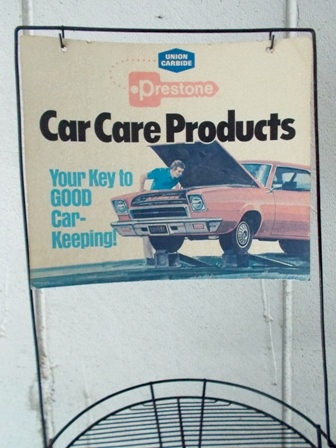 UNION
CARBIDE
Prestone
Car Care Products
Your Key to
GOOD
Car-
Keeping!